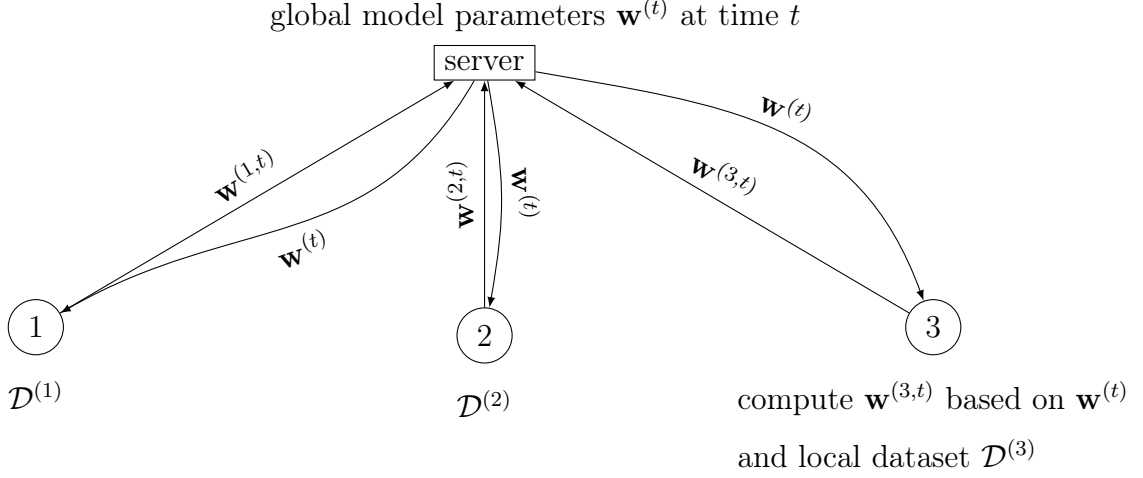 global model parameters w^(t) at time t
server
w^(1,t)
w^(t)
w^(2,t)
w^(t)
w^(3,t)
w^(t)
1
2
3
𝒟^(1)
𝒟^(2)
compute w^(3,t) based on w^(t)
and local dataset 𝒟^(3)